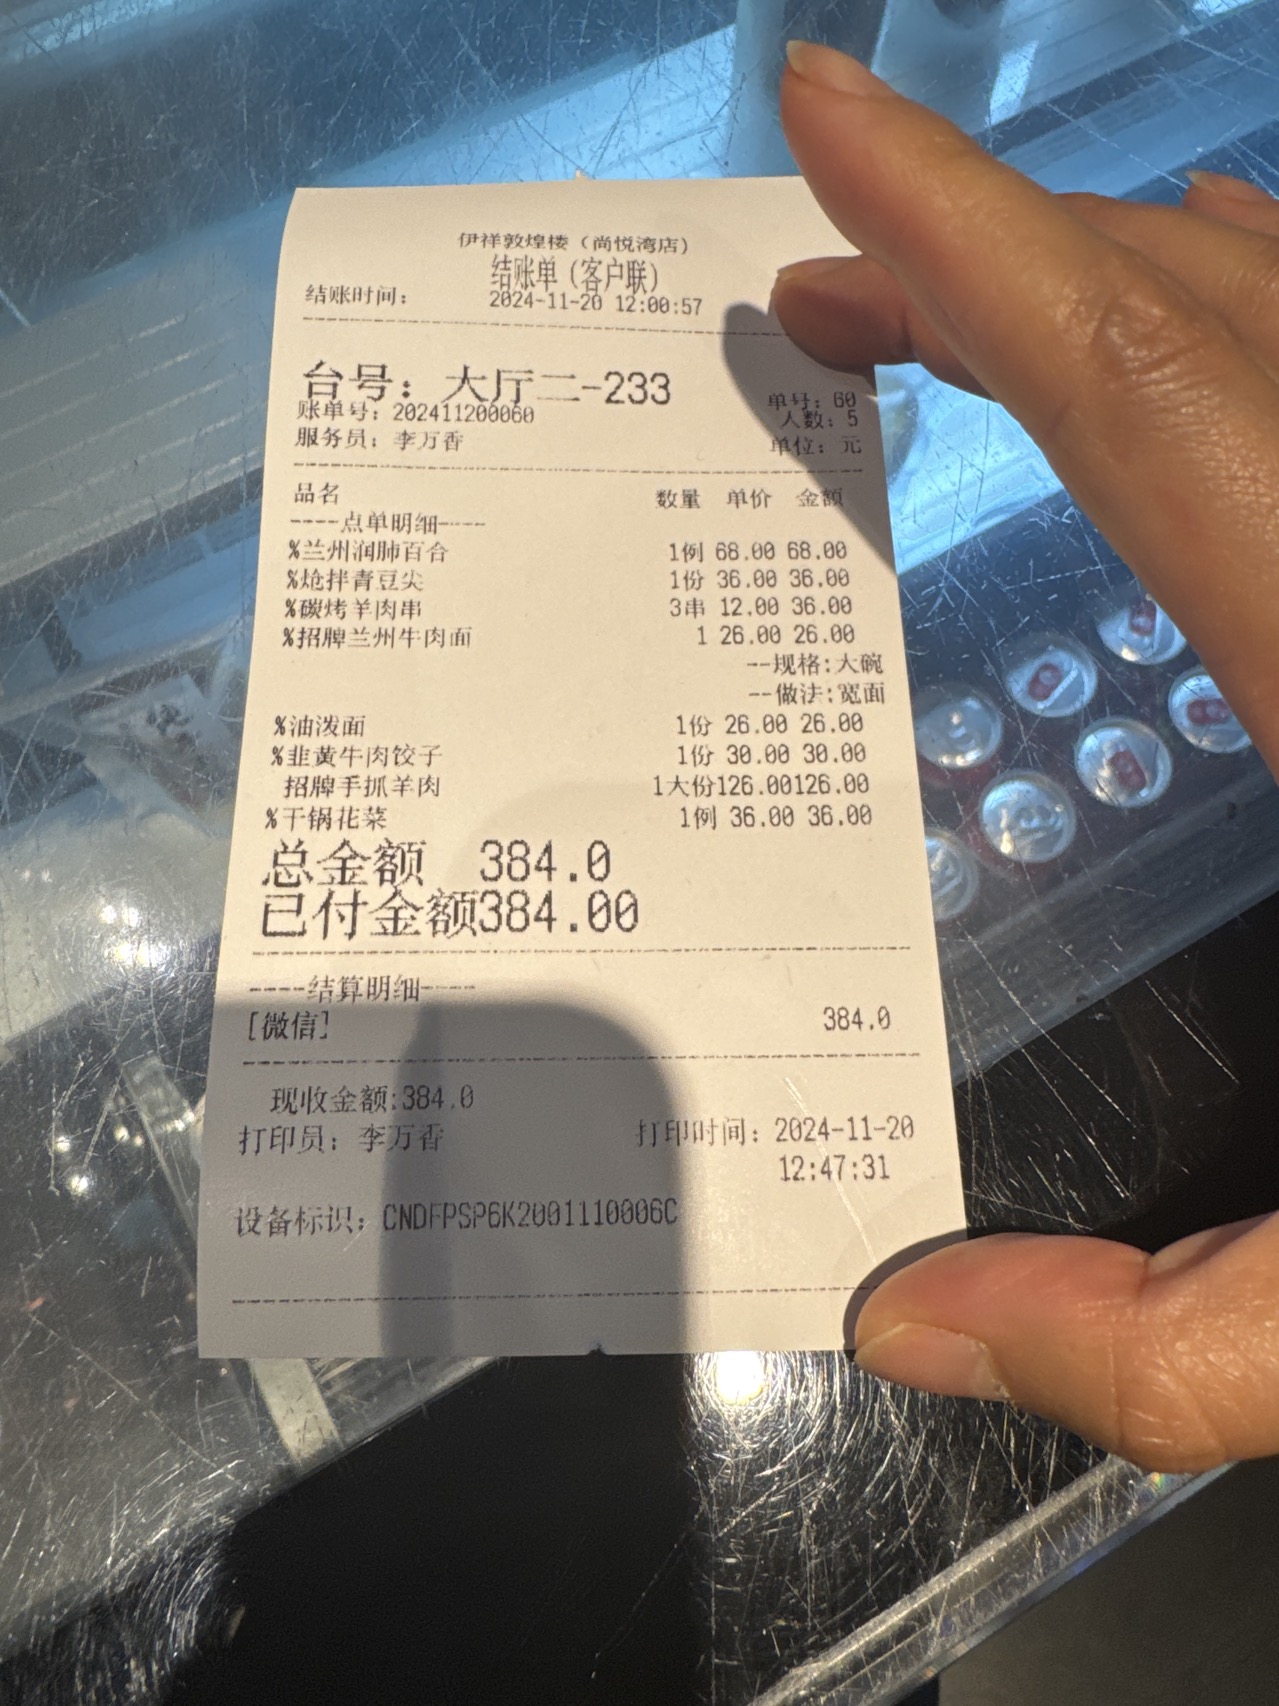 伊祥敦煌楼（尚悦湾店）
结账单（客户联）
结账时间： 2024-11-20 12:00:57
台号：大厅二-233
单号：60
账单号：202411200060 人数：5
服务员：李万香 单位：元
品名 数量 单价 金额
----点单明细----
%兰州润肺百合 1例 68.00 68.00
%炝拌青豆尖 1份 36.00 36.00
%碳烤羊肉串 3串 12.00 36.00
%招牌兰州牛肉面 1 26.00 26.00
--规格:大碗
--做法:宽面
%油泼面 1份 26.00 26.00
%韭黄牛肉饺子 1份 30.00 30.00
招牌手抓羊肉 1大份126.00126.00
%干锅花菜 1例 36.00 36.00
总金额 384.0
已付金额384.00
----结算明细----
[微信] 384.0
现收金额:384.0
打印员：李万香 打印时间：2024-11-20
12:47:31
设备标识：CNDFPSP6K2001110006C